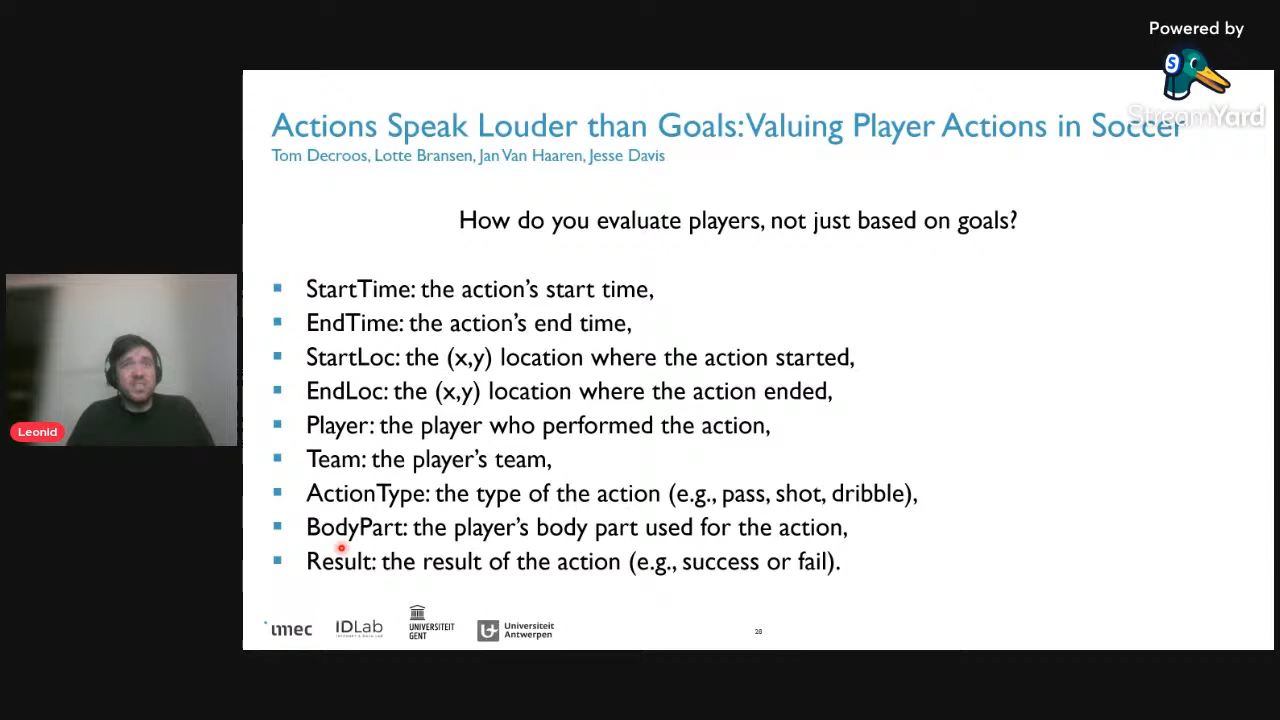 Powered by
S
StreamYard
Actions Speak Louder than Goals: Valuing Player Actions in Soccer
Tom Decroos, Lotte Bransen, Jan Van Haaren, Jesse Davis
How do you evaluate players, not just based on goals?
StartTime: the action's start time,
EndTime: the action's end time,
StartLoc: the (x,y) location where the action started,
EndLoc: the (x,y) location where the action ended,
Player: the player who performed the action,
Team: the player's team,
ActionType: the type of the action (e.g., pass, shot, dribble),
BodyPart: the player's body part used for the action,
Result: the result of the action (e.g., success or fail).
Leonid
imec
IDLab
UNIVERSITEIT
GENT
Universiteit
Antwerpen
28